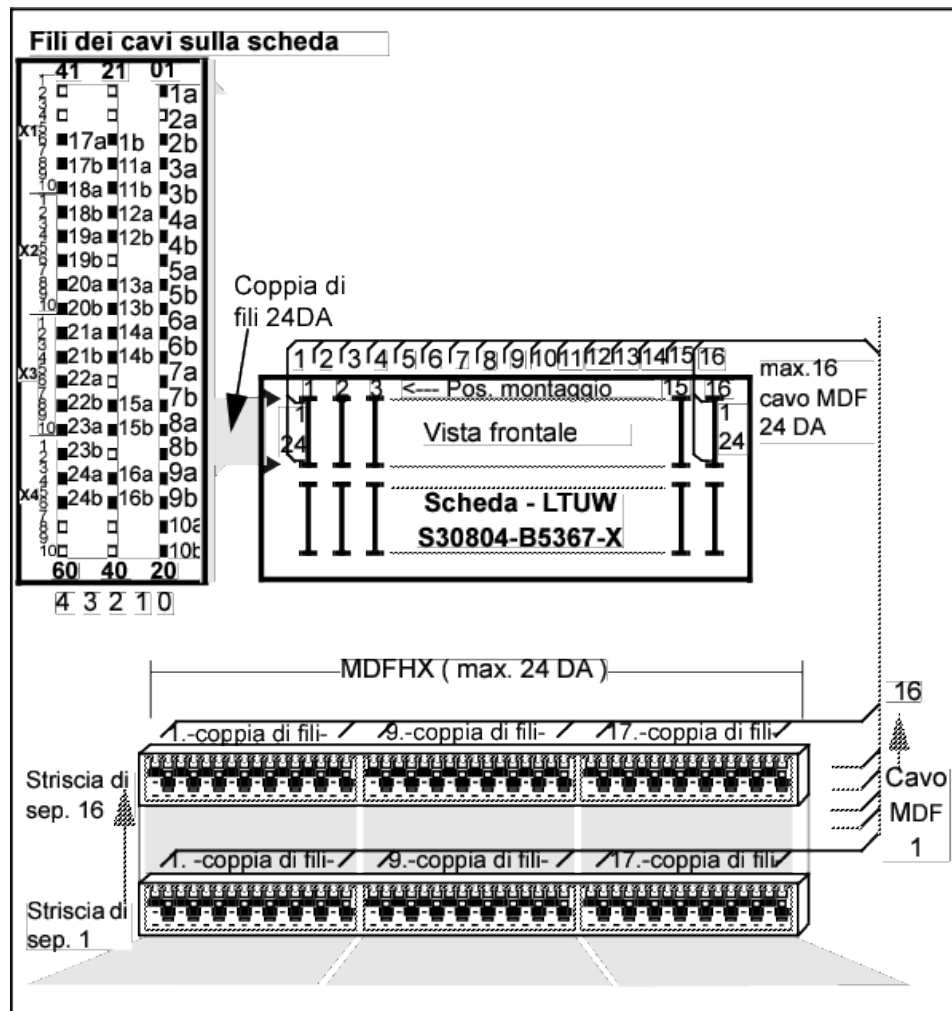 Fili dei cavi sulla scheda
41 21 01
1a
2a
X1 17a 1b 2b
17b 11a 3a
18a 11b 3b
18b 12a 4a
19a 12b 4b
X2 19b 5a
20a 13a 5b
20b 13b 6a
21a 14a 6b
21b 14b 7a
X3 22a 7b
22b 15a 8a
23a 15b 8b
23b 9a
24a 16a 9b
X4 24b 16b
10a
10b
60 40 20
4 3 2 1 0
Coppia di
fili 24DA
1 2 3 4 5 6 7 8 9 10 11 12 13 14 15 16
1 2 3 <--- Pos. montaggio 15 16
1 1
24 Vista frontale 24
Scheda - LTUW
S30804-B5367-X
max.16
cavo MDF
24 DA
MDFHX ( max. 24 DA )
1.-coppia di fili- 9.-coppia di fili- 17.-coppia di fili-
Striscia di
sep. 16
1. -coppia di fili- 9.-coppia di fili- 17.-coppia di fili-
Striscia di
sep. 1
16
Cavo
MDF
1